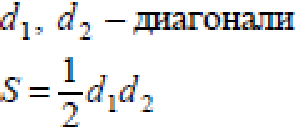 d₁, d₂ – диагонали
S = 1/2 d₁d₂